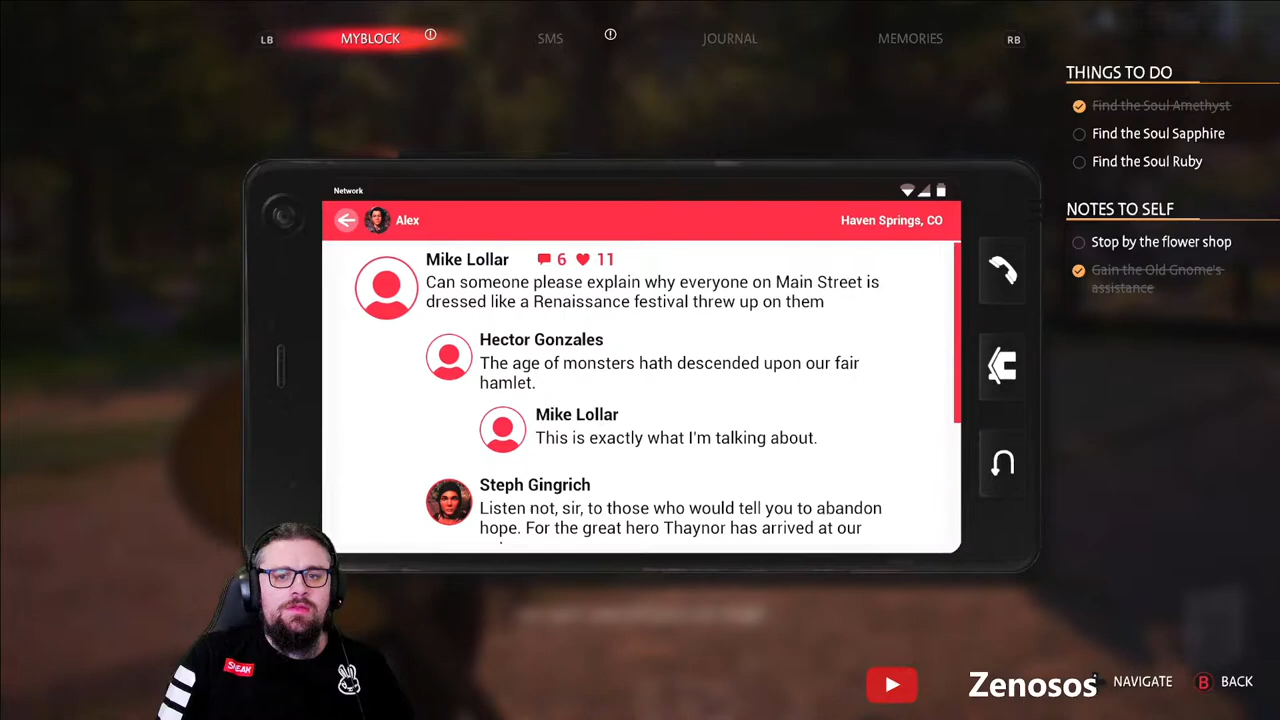 LB
MYBLOCK
SMS
JOURNAL
MEMORIES
RB
THINGS TO DO
Find the Soul Amethyst
Find the Soul Sapphire
Find the Soul Ruby
NOTES TO SELF
Stop by the flower shop
Gain the Old Gnome's
assistance
Network
Alex
Haven Springs, CO
Mike Lollar 6 11
Can someone please explain why everyone on Main Street is
dressed like a Renaissance festival threw up on them
Hector Gonzales
The age of monsters hath descended upon our fair
hamlet.
Mike Lollar
This is exactly what I'm talking about.
Steph Gingrich
Listen not, sir, to those who would tell you to abandon
hope. For the great hero Thaynor has arrived at our
Zenosos
NAVIGATE
B BACK